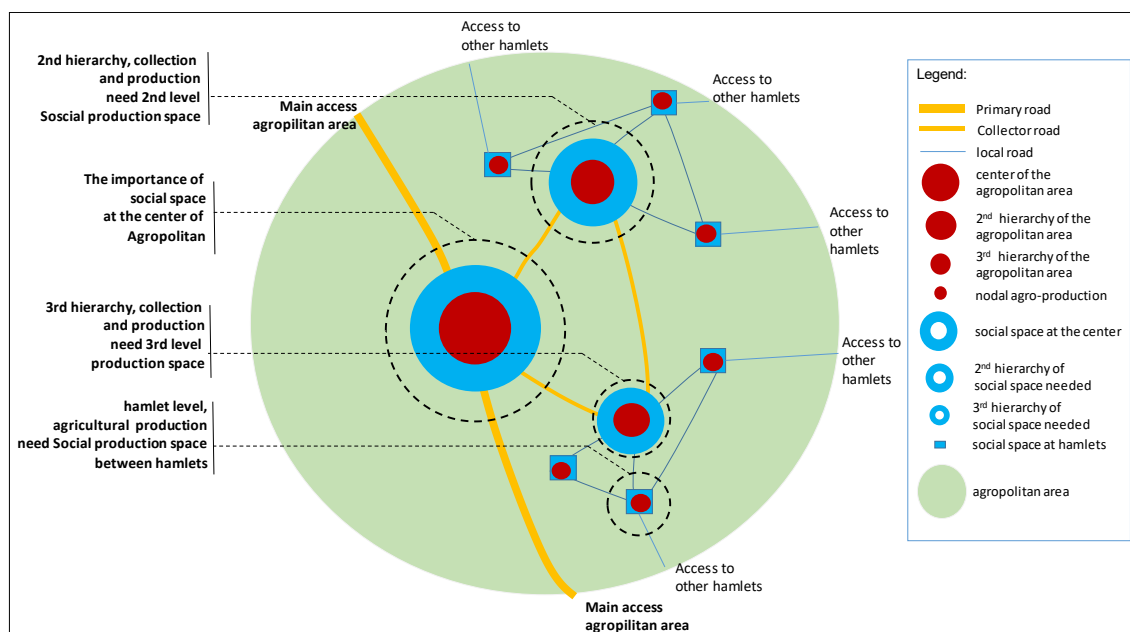 2nd hierarchy, collection
and production
need 2nd level
Soscial production space
The importance of
social space
at the center of
Agropolitan
3rd hierarchy, collection
and production
need 3rd level
production space
hamlet level,
agricultural production
need Social production space
between hamlets
Main access
agropilitan area
Access to
other hamlets
Access to
other hamlets
Access to
other
hamlets
Access to
other
hamlets
Access to
other hamlets
Main access
agropilitan area
Legend:
Primary road
Collector road
local road
center of the
agropolitan area
2nd hierarchy of the
agropolitan area
3rd hierarchy of the
agropolitan area
nodal agro-production
social space at the center
2nd hierarchy of
social space needed
3rd hierarchy of
social space needed
social space at hamlets
agropolitan area